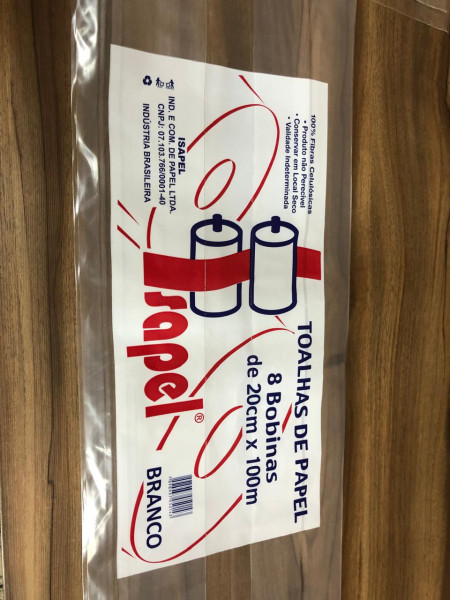 100% Fibras Celulósicas
• Produto não Perecível
• Conservar em Local Seco
• Validade Indeterminada
TOALHAS DE PAPEL
8 Bobinas
de 20cm x 100m
Isapel®
ISAPEL
IND. E COM. DE PAPEL LTDA.
CNPJ: 07.103.766/0001-40
INDÚSTRIA BRASILEIRA
BRANCO